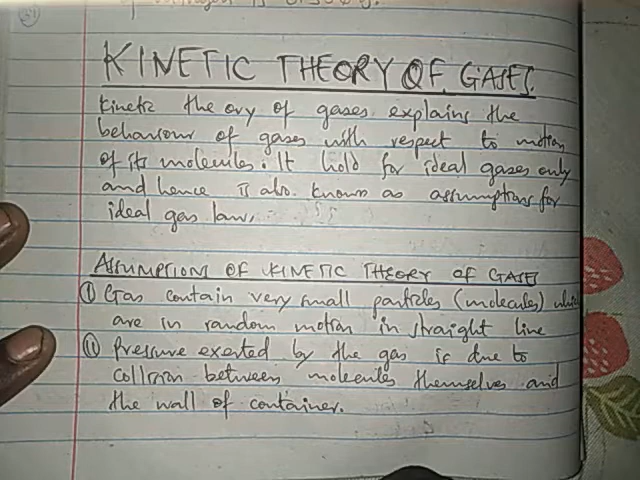 KINETIC THEORY OF GASES.
Kinetic the ory of gases explains the
behaviour of gases with respect to motion
of its molecules. It hold for ideal gases only
and hence is also known as assumptions for
ideal gas law.
ASSUMPTIONS OF KINETIC THEORY OF GASES
(i) Gas contain very small particles (molecules) which
are in random motion in straight line
(ii) Pressure exerted by the gas is due to
collision between molecules themselves and
the wall of container.